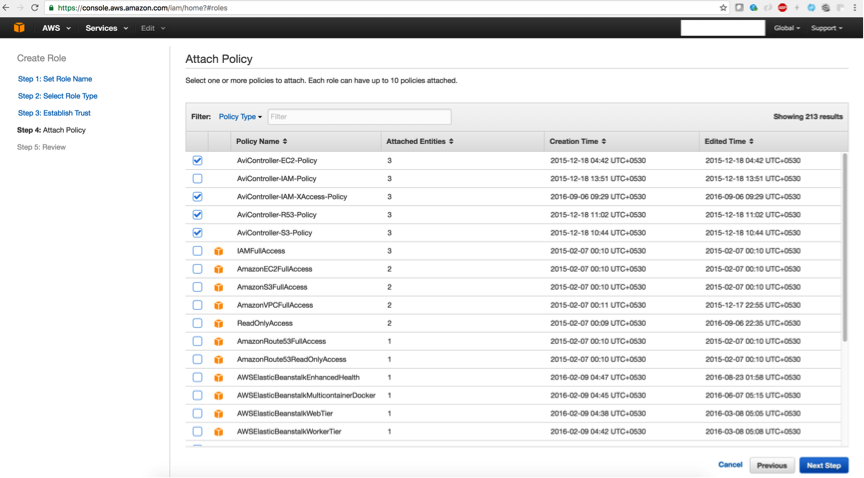 https://console.aws.amazon.com/iam/home?#roles
AWS Services Edit Global Support
Create Role
Step 1: Set Role Name
Step 2: Select Role Type
Step 3: Establish Trust
Step 4: Attach Policy
Step 5: Review
Attach Policy
Select one or more policies to attach. Each role can have up to 10 policies attached.
Filter: Policy Type Filter Showing 213 results
Policy Name Attached Entities Creation Time Edited Time
AviController-EC2-Policy 3 2015-12-18 04:42 UTC+0530 2015-12-18 04:42 UTC+0530
AviController-IAM-Policy 3 2015-12-18 13:51 UTC+0530 2015-12-18 13:51 UTC+0530
AviController-IAM-XAccess-Policy 3 2016-09-06 09:29 UTC+0530 2016-09-06 09:29 UTC+0530
AviController-R53-Policy 3 2015-12-18 11:02 UTC+0530 2015-12-18 11:02 UTC+0530
AviController-S3-Policy 3 2015-12-18 10:44 UTC+0530 2015-12-18 10:44 UTC+0530
IAMFullAccess 3 2015-02-07 00:10 UTC+0530 2015-02-07 00:10 UTC+0530
AmazonEC2FullAccess 2 2015-02-07 00:10 UTC+0530 2015-02-07 00:10 UTC+0530
AmazonS3FullAccess 2 2015-02-07 00:10 UTC+0530 2015-02-07 00:10 UTC+0530
AmazonVPCFullAccess 2 2015-02-07 00:11 UTC+0530 2015-12-17 22:55 UTC+0530
ReadOnlyAccess 2 2015-02-07 00:09 UTC+0530 2016-09-06 22:35 UTC+0530
AmazonRoute53FullAccess 1 2015-02-07 00:10 UTC+0530 2015-02-07 00:10 UTC+0530
AmazonRoute53ReadOnlyAccess 1 2015-02-07 00:10 UTC+0530 2015-02-07 00:10 UTC+0530
AWSElasticBeanstalkEnhancedHealth 1 2016-02-09 04:47 UTC+0530 2016-08-23 01:58 UTC+0530
AWSElasticBeanstalkMulticontainerDocker 1 2016-02-09 04:45 UTC+0530 2016-06-07 05:15 UTC+0530
AWSElasticBeanstalkWebTier 1 2016-02-09 04:38 UTC+0530 2016-03-08 05:05 UTC+0530
AWSElasticBeanstalkWorkerTier 1 2016-02-09 04:42 UTC+0530 2016-03-08 05:08 UTC+0530
Cancel Previous Next Step